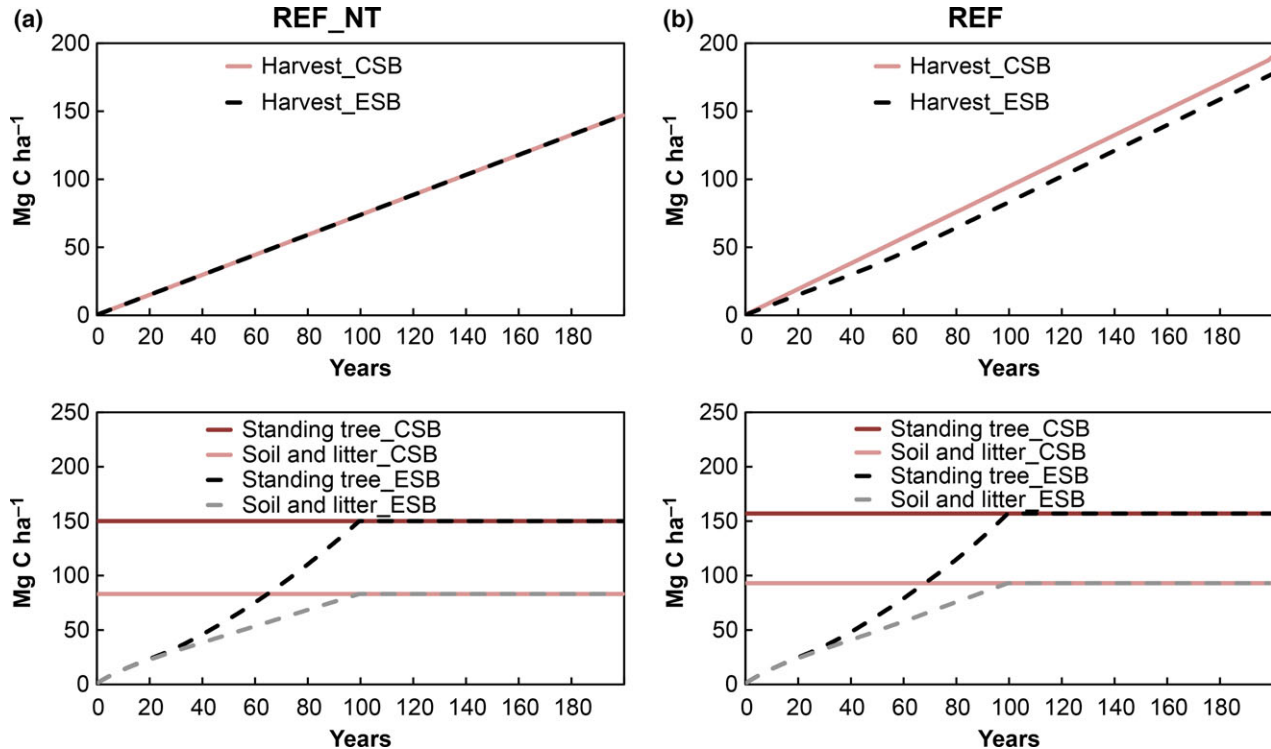 (a) REF_NT
200
150
100
50
0
Mg C ha⁻¹
Harvest_CSB
Harvest_ESB
0 20 40 60 80 100 120 140 160 180
Years
250
200
150
100
50
0
Mg C ha⁻¹
Standing tree_CSB
Soil and litter_CSB
Standing tree_ESB
Soil and litter_ESB
0 20 40 60 80 100 120 140 160 180
Years
(b) REF
200
150
100
50
0
Mg C ha⁻¹
Harvest_CSB
Harvest_ESB
0 20 40 60 80 100 120 140 160 180
Years
250
200
150
100
50
0
Mg C ha⁻¹
Standing tree_CSB
Soil and litter_CSB
Standing tree_ESB
Soil and litter_ESB
0 20 40 60 80 100 120 140 160 180
Years